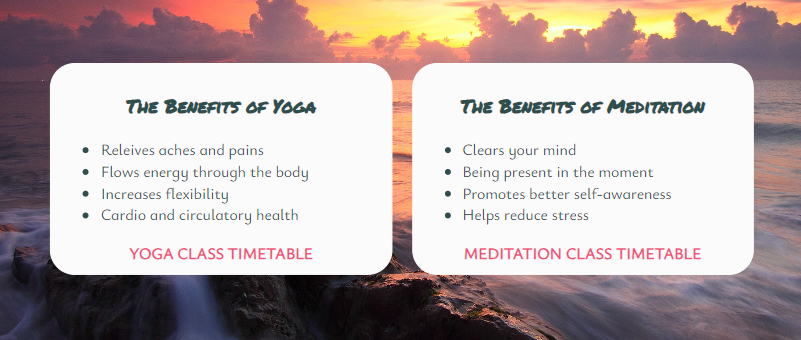 The Benefits of Yoga
Releives aches and pains
Flows energy through the body
Increases flexibility
Cardio and circulatory health
YOGA CLASS TIMETABLE
The Benefits of Meditation
Clears your mind
Being present in the moment
Promotes better self-awareness
Helps reduce stress
MEDITATION CLASS TIMETABLE